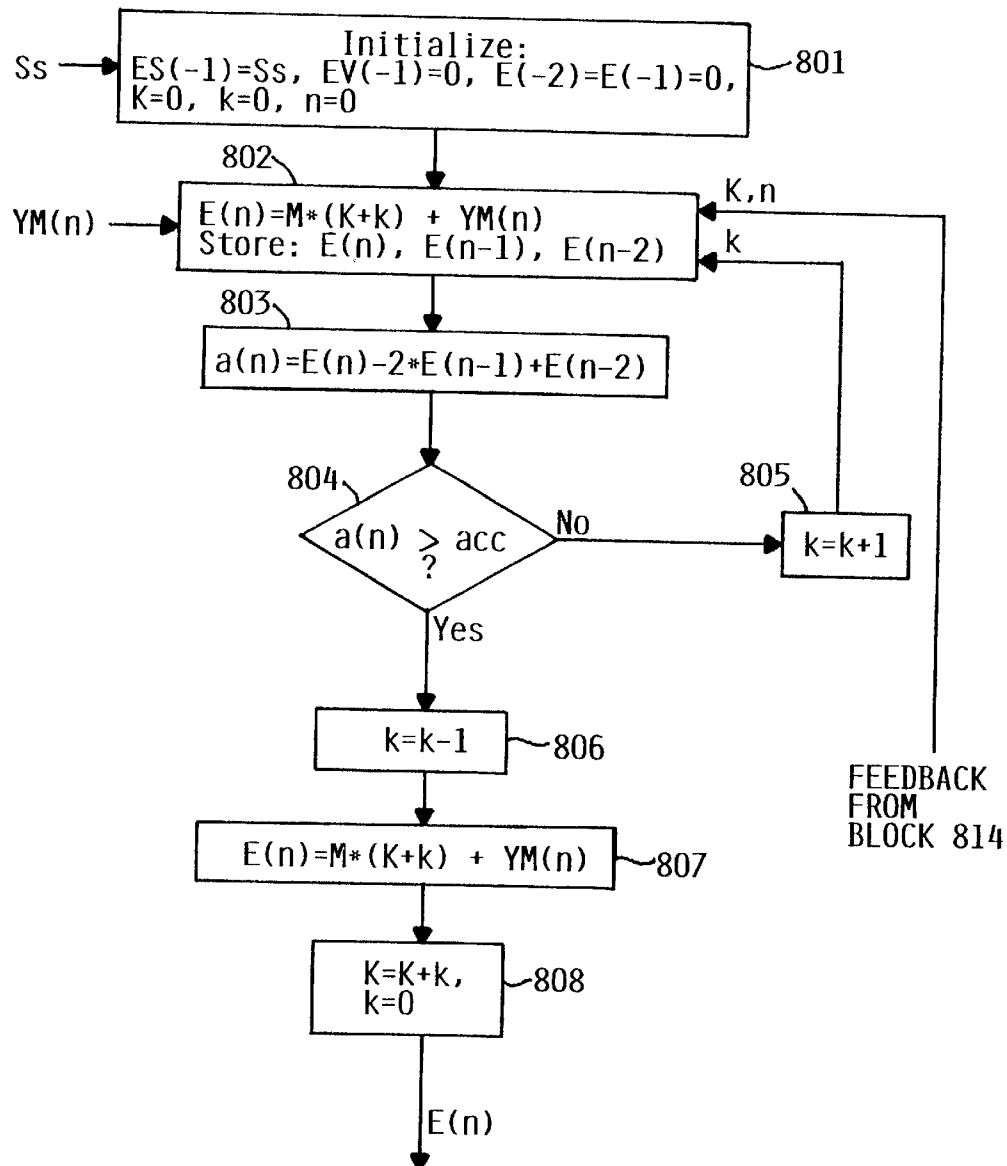 Initialize:
Ss
ES(-1)=Ss, EV(-1)=0, E(-2)=E(-1)=0,
K=0, k=0, n=0
801
802
K,n
YM(n)
E(n)=M*(K+k) + YM(n)
Store: E(n), E(n-1), E(n-2)
k
803
a(n)=E(n)-2*E(n-1)+E(n-2)
804
a(n) > acc
?
No
805
k=k+1
Yes
k=k-1
806
FEEDBACK
FROM
BLOCK 814
E(n)=M*(K+k) + YM(n)
807
K=K+k,
k=0
808
E(n)